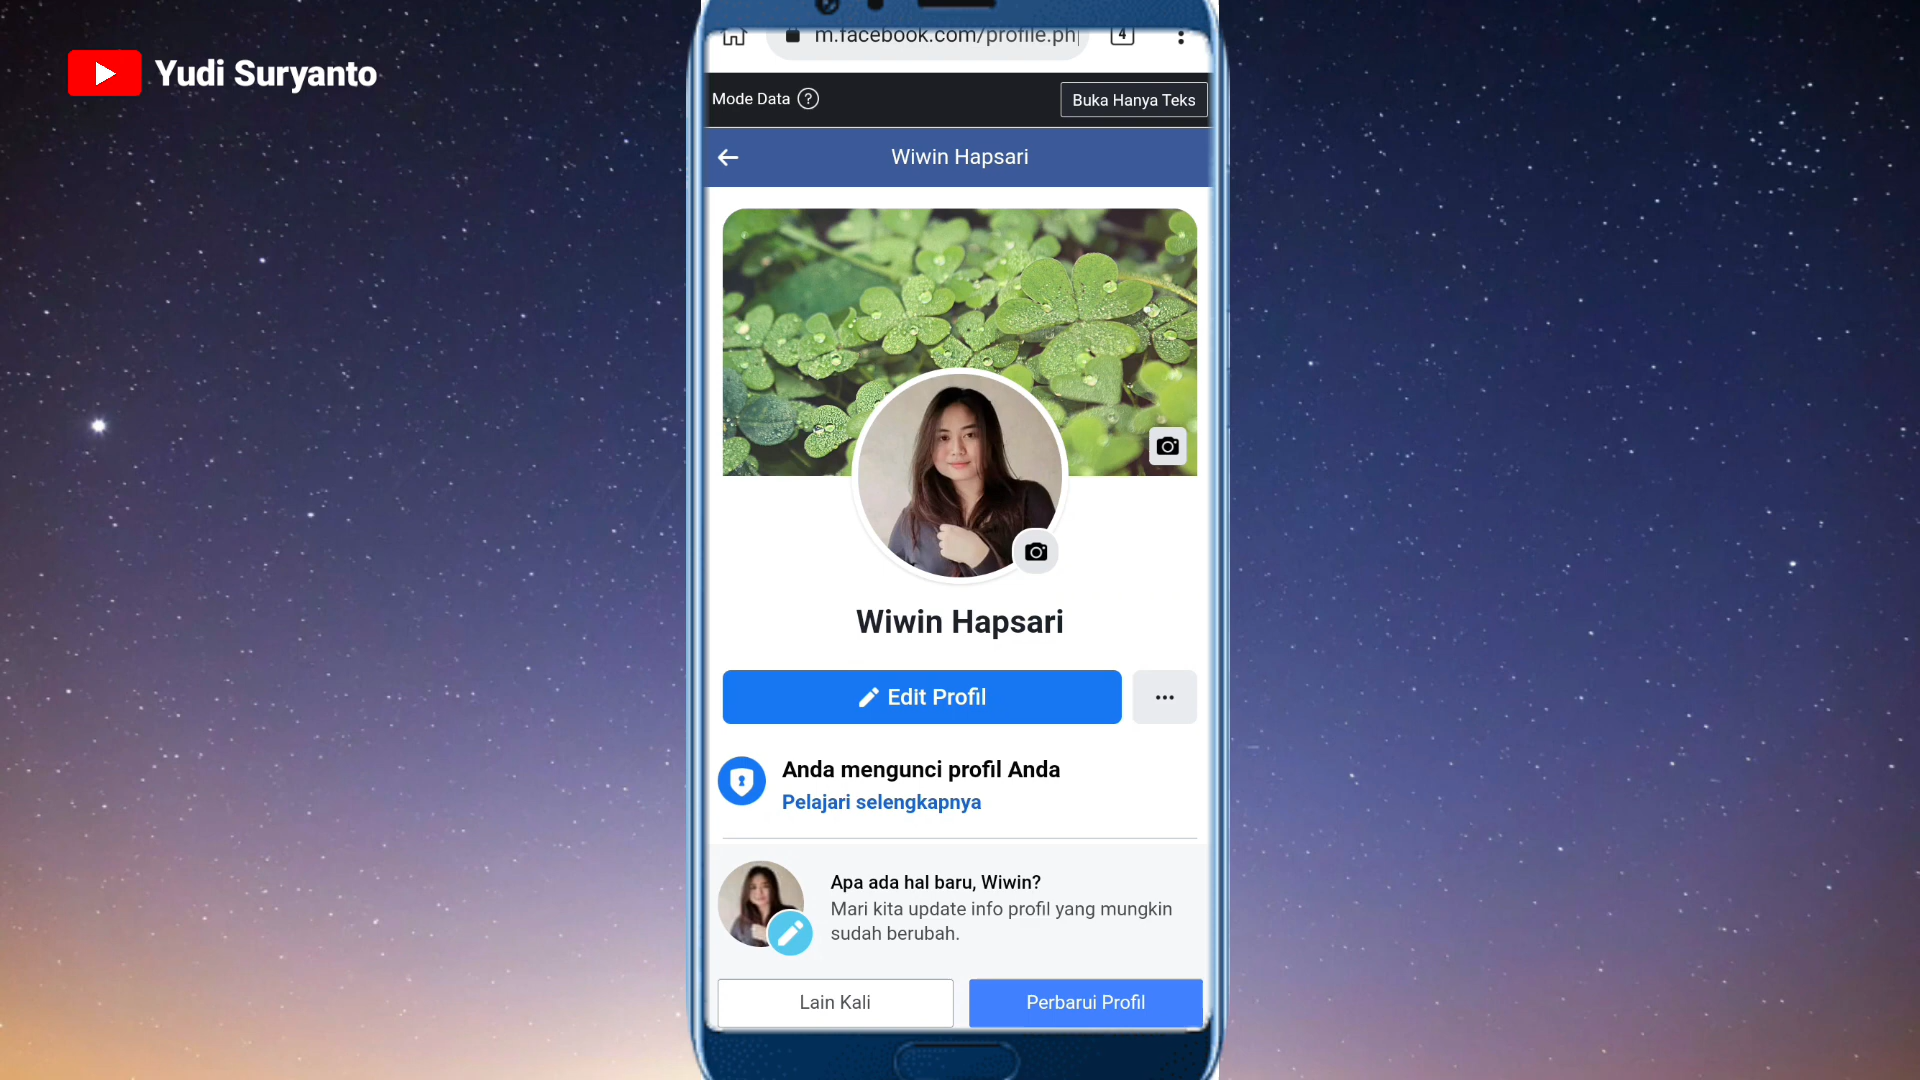 Yudi Suryanto
m.facebook.com/profile.ph
4
Mode Data ?
Buka Hanya Teks
Wiwin Hapsari
Wiwin Hapsari
Edit Profil
Anda mengunci profil Anda
Pelajari selengkapnya
Apa ada hal baru, Wiwin?
Mari kita update info profil yang mungkin
sudah berubah.
Lain Kali
Perbarui Profil